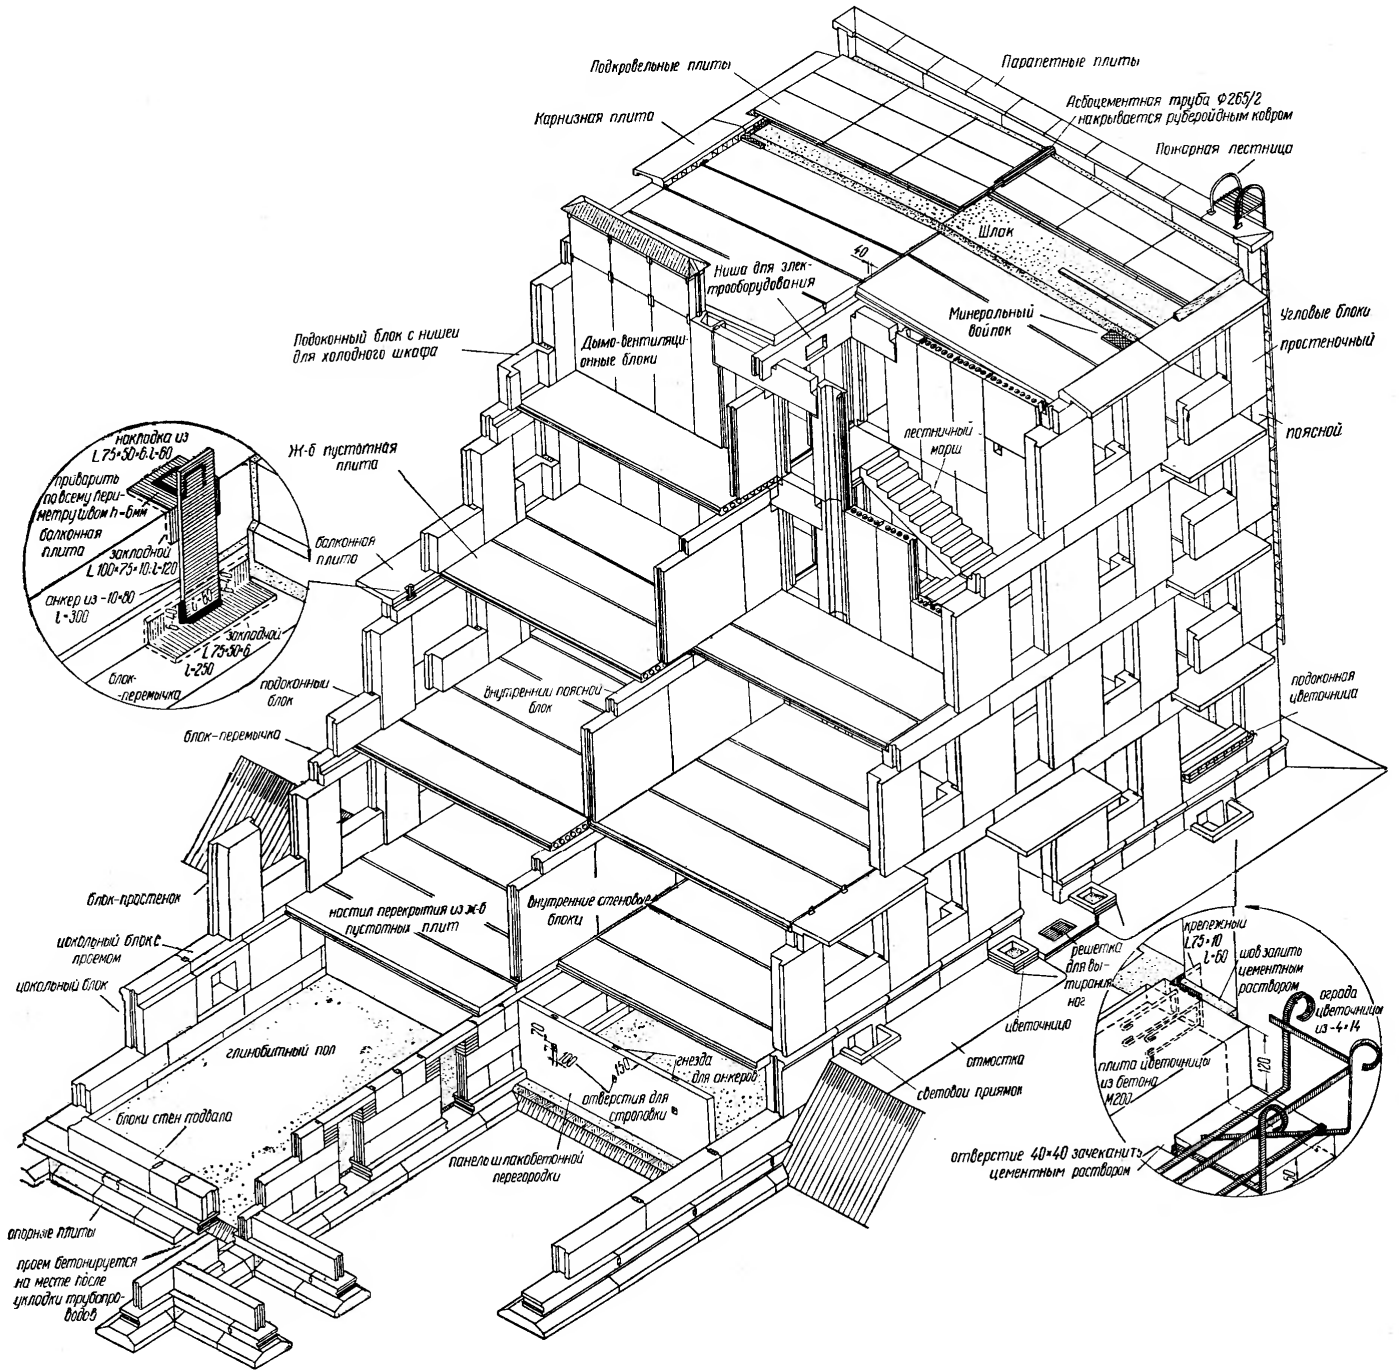 Подкровельные плиты
Карнизная плита
Парапетные плиты
Асбоцементная труба Ф265/2
накрывается рубероидным ковром
Пожарная лестница
Шлак
40
Ниша для элек-
трооборудования
Минеральный
войлок
Угловые блоки
простеночный
поясной
Подоконный блок с нишей
для холодного шкафа
Дымо-вентиляци-
онные блоки
лестничный
марш
Ж-б пустотная
плита
накладка из
L75×50×6. l-60
приварить
по всему пери-
метру швом h-6мм
балконная
плита
закладной
L100×75×10. l-120
анкер из -10×80
l-300
закладной
L75×50×6
l-250
блок-
-перемычка
балконная
плита
подоконный
блок
внутренний поясной
блок
подоконная
цветочница
блок-перемычка
блок-простенок
настил перекрытия из ж-б
пустотных плит
внутренние стеновые
блоки
цокольный блок с
проемом
цокольный блок
глинобитный пол
блоки стен подвала
70
100
150
гнезда
для анкеров
отверстия для
строповки
панель шлакобетонной
перегородки
решетка
для вы-
тирания
ног
цветочница
отмостка
световой приямок
крепежный
L75×10
l-60
шов залить
цементным
раствором
ограда
цветочницы
из -4×14
плита цветочницы
из бетона
М200
120
50
отверстие 40×40 зачеканить
цементным раствором
опорные плиты
проем бетонируется
на месте после
укладки трубопро-
водов